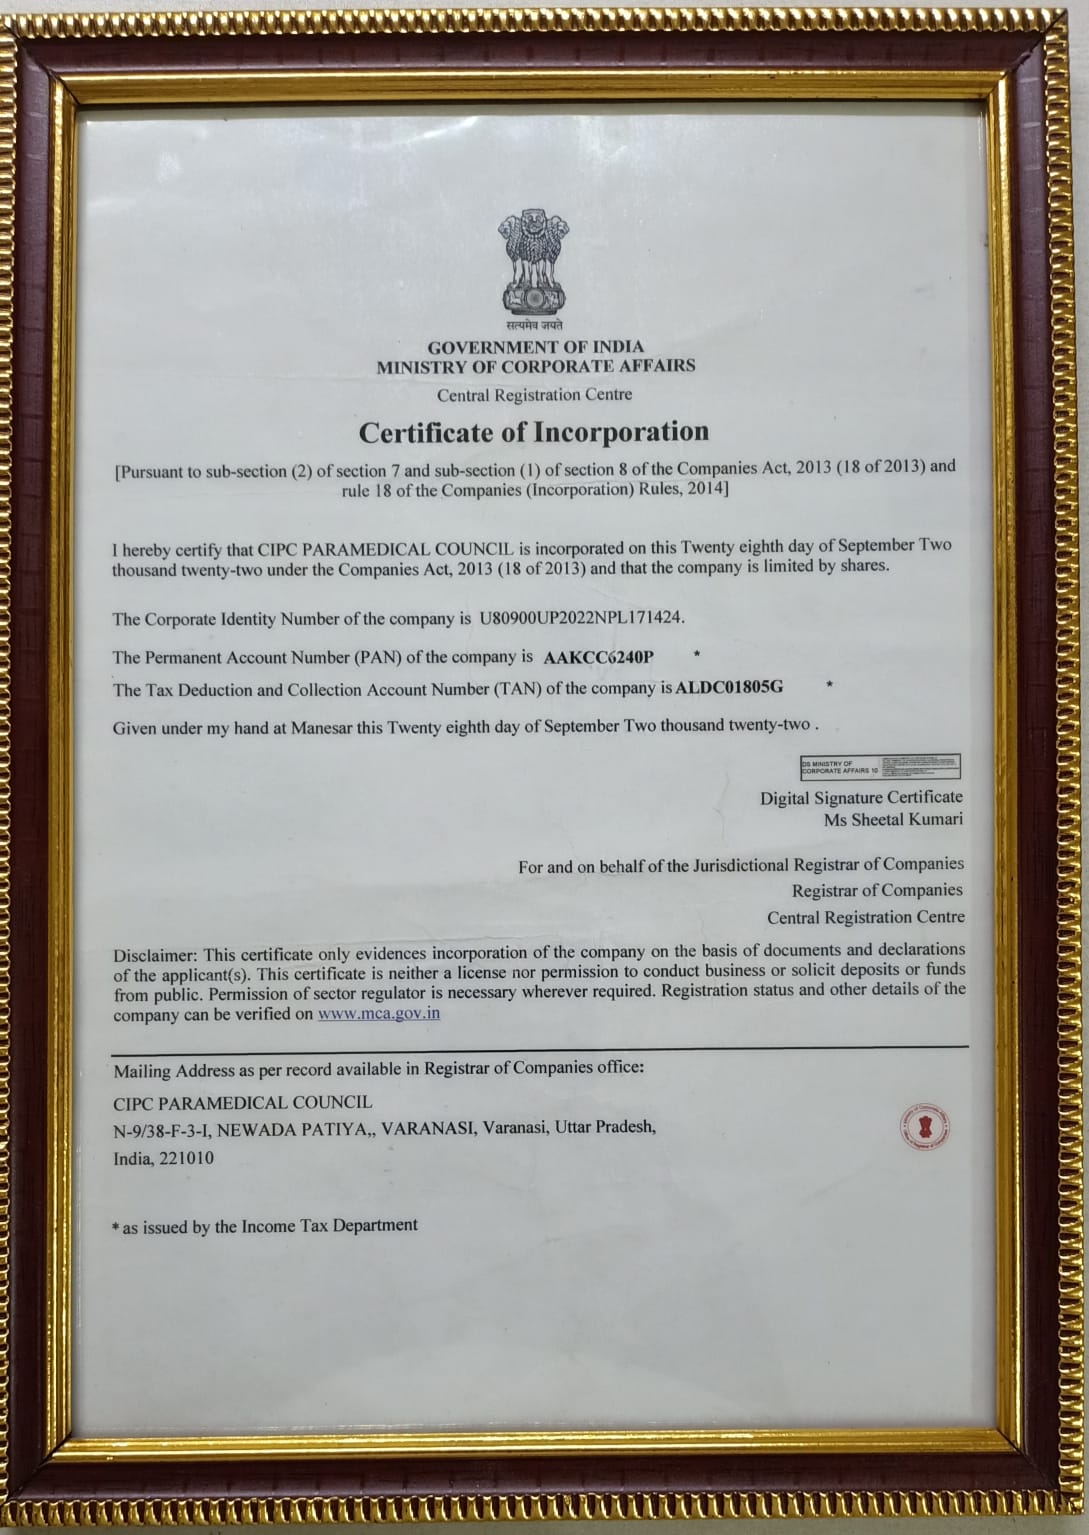 सत्यमेव जयते
GOVERNMENT OF INDIA
MINISTRY OF CORPORATE AFFAIRS
Central Registration Centre
Certificate of Incorporation
[Pursuant to sub-section (2) of section 7 and sub-section (1) of section 8 of the Companies Act, 2013 (18 of 2013) and
rule 18 of the Companies (Incorporation) Rules, 2014]
I hereby certify that CIPC PARAMEDICAL COUNCIL is incorporated on this Twenty eighth day of September Two
thousand twenty-two under the Companies Act, 2013 (18 of 2013) and that the company is limited by shares.
The Corporate Identity Number of the company is U80900UP2022NPL171424.
The Permanent Account Number (PAN) of the company is AAKCC6240P *
The Tax Deduction and Collection Account Number (TAN) of the company is ALDC01805G *
Given under my hand at Manesar this Twenty eighth day of September Two thousand twenty-two .
DS MINISTRY OF
CORPORATE AFFAIRS 10
Digital Signature Certificate
Ms Sheetal Kumari
For and on behalf of the Jurisdictional Registrar of Companies
Registrar of Companies
Central Registration Centre
Disclaimer: This certificate only evidences incorporation of the company on the basis of documents and declarations
of the applicant(s). This certificate is neither a license nor permission to conduct business or solicit deposits or funds
from public. Permission of sector regulator is necessary wherever required. Registration status and other details of the
company can be verified on www.mca.gov.in
Mailing Address as per record available in Registrar of Companies office:
CIPC PARAMEDICAL COUNCIL
N-9/38-F-3-I, NEWADA PATIYA,, VARANASI, Varanasi, Uttar Pradesh,
India, 221010
* as issued by the Income Tax Department